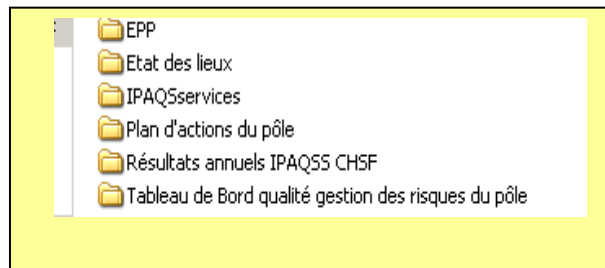 EPP
Etat des lieux
IPAQSservices
Plan d'actions du pôle
Résultats annuels IPAQSS CHSF
Tableau de Bord qualité gestion des risques du pôle